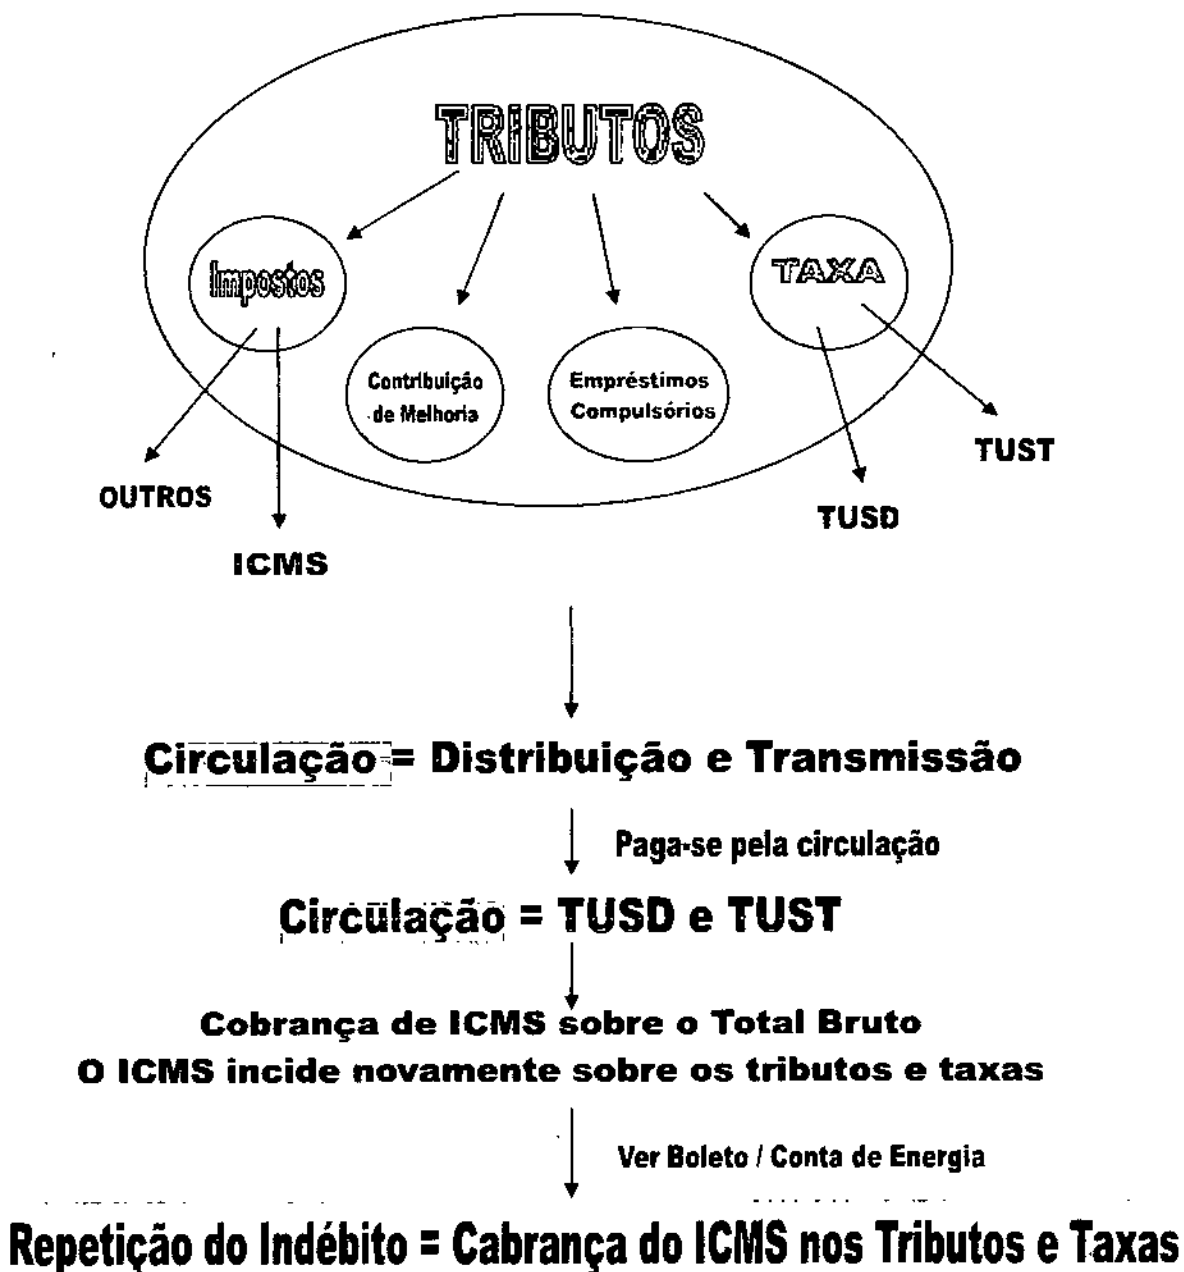 TRIBUTOS
Impostos
TAXA
Contribuição
de Melhoria
Empréstimos
Compulsórios
TUST
OUTROS
TUSD
ICMS
Circulação = Distribuição e Transmissão
Paga-se pela circulação
Circulação = TUSD e TUST
Cobrança de ICMS sobre o Total Bruto
O ICMS incide novamente sobre os tributos e taxas
Ver Boleto / Conta de Energia
Repetição do Indébito = Cabrança do ICMS nos Tributos e Taxas